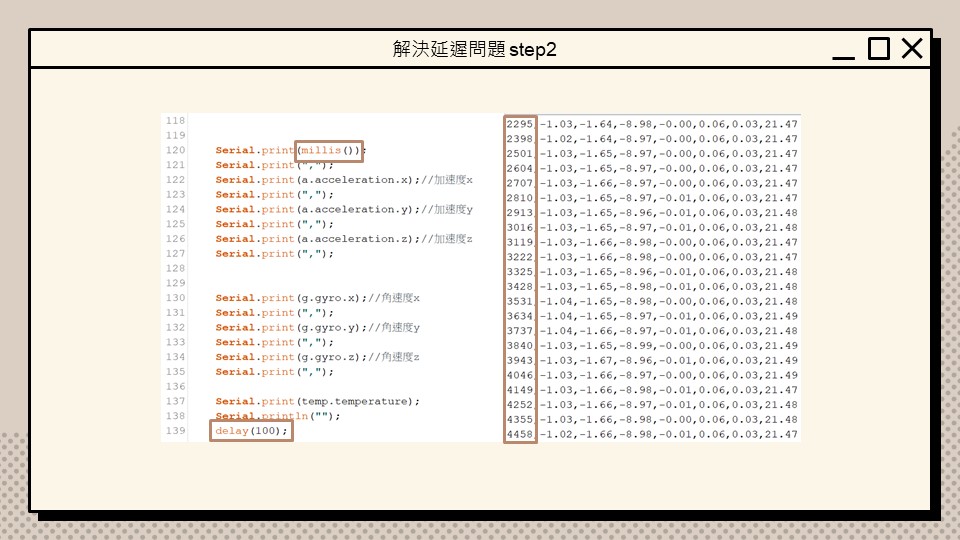 解決延遲問題step2
118
119
120 Serial.print(millis());
121 Serial.print(",");
122 Serial.print(a.acceleration.x);//加速度x
123 Serial.print(",");
124 Serial.print(a.acceleration.y);//加速度y
125 Serial.print(",");
126 Serial.print(a.acceleration.z);//加速度z
127 Serial.print(",");
128
129
130 Serial.print(g.gyro.x);//角速度x
131 Serial.print(",");
132 Serial.print(g.gyro.y);//角速度y
133 Serial.print(",");
134 Serial.print(g.gyro.z);//角速度z
135 Serial.print(",");
136
137 Serial.print(temp.temperature);
138 Serial.println("");
139 delay(100);
2295,-1.03,-1.64,-8.98,-0.00,0.06,0.03,21.47
2398,-1.02,-1.64,-8.97,-0.00,0.06,0.03,21.47
2501,-1.03,-1.65,-8.97,-0.00,0.06,0.03,21.47
2604,-1.03,-1.65,-8.97,-0.00,0.06,0.03,21.47
2707,-1.03,-1.66,-8.97,-0.00,0.06,0.03,21.47
2810,-1.03,-1.65,-8.97,-0.01,0.06,0.03,21.47
2913,-1.03,-1.65,-8.96,-0.01,0.06,0.03,21.48
3016,-1.03,-1.65,-8.97,-0.01,0.06,0.03,21.48
3119,-1.03,-1.66,-8.98,-0.00,0.06,0.03,21.47
3222,-1.03,-1.66,-8.98,-0.00,0.06,0.03,21.48
3325,-1.03,-1.65,-8.96,-0.01,0.06,0.03,21.48
3428,-1.03,-1.65,-8.98,-0.01,0.06,0.03,21.48
3531,-1.04,-1.65,-8.98,-0.00,0.06,0.03,21.48
3634,-1.04,-1.65,-8.97,-0.01,0.06,0.03,21.49
3737,-1.04,-1.66,-8.97,-0.01,0.06,0.03,21.48
3840,-1.03,-1.65,-8.99,-0.00,0.06,0.03,21.49
3943,-1.03,-1.67,-8.96,-0.01,0.06,0.03,21.49
4046,-1.03,-1.66,-8.97,-0.00,0.06,0.03,21.49
4149,-1.03,-1.66,-8.98,-0.01,0.06,0.03,21.47
4252,-1.03,-1.66,-8.97,-0.01,0.06,0.03,21.48
4355,-1.03,-1.66,-8.98,-0.00,0.06,0.03,21.48
4458,-1.02,-1.66,-8.98,-0.01,0.06,0.03,21.47